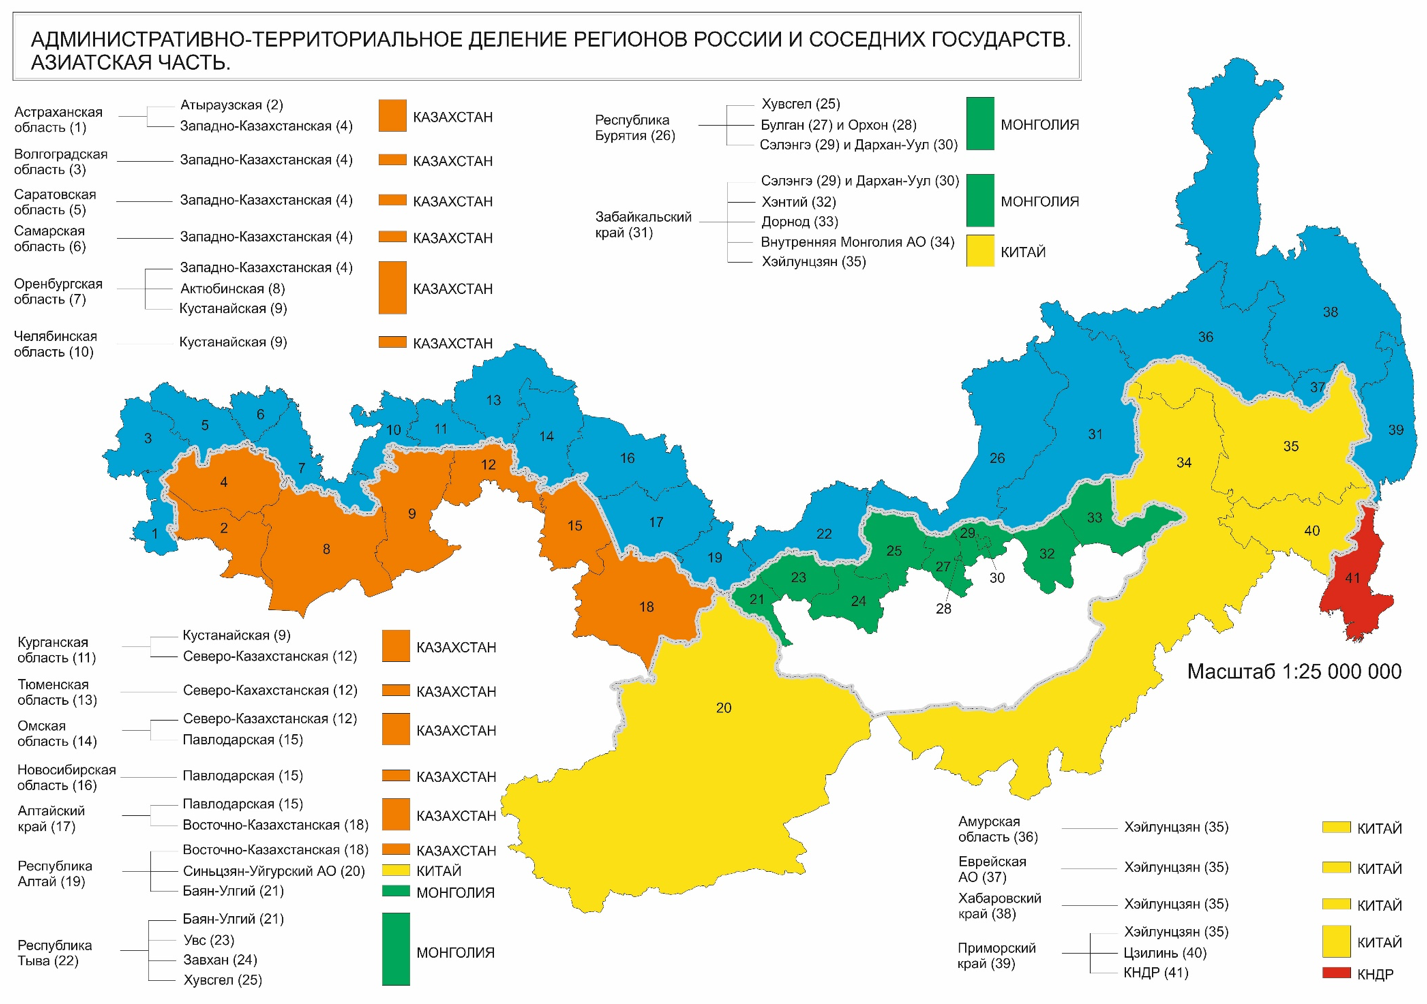 АДМИНИСТРАТИВНО-ТЕРРИТОРИАЛЬНОЕ ДЕЛЕНИЕ РЕГИОНОВ РОССИИ И СОСЕДНИХ ГОСУДАРСТВ.
АЗИАТСКАЯ ЧАСТЬ.
Астраханская
область (1)
Атырауская (2)
Западно-Казахстанская (4)
КАЗАХСТАН
Волгоградская
область (3)
Западно-Казахстанская (4)
КАЗАХСТАН
Саратовская
область (5)
Западно-Казахстанская (4)
КАЗАХСТАН
Самарская
область (6)
Западно-Казахстанская (4)
КАЗАХСТАН
Оренбургская
область (7)
Западно-Казахстанская (4)
Актюбинская (8)
Кустанайская (9)
КАЗАХСТАН
Челябинская
область (10)
Кустанайская (9)
КАЗАХСТАН
Республика
Бурятия (26)
Хувсгел (25)
Булган (27) и Орхон (28)
Сэлэнгэ (29) и Дархан-Уул (30)
МОНГОЛИЯ
Забайкальский
край (31)
Сэлэнгэ (29) и Дархан-Уул (30)
Хэнтий (32)
Дорнод (33)
Внутренняя Монголия АО (34)
Хэйлунцзян (35)
МОНГОЛИЯ
КИТАЙ
1
2
3
4
5
6
7
8
9
10
11
12
13
14
15
16
17
18
19
20
21
22
23
24
25
26
27
28
29
30
31
32
33
34
35
36
37
38
39
40
41
Масштаб 1:25 000 000
Курганская
область (11)
Кустанайская (9)
Северо-Казахстанская (12)
КАЗАХСТАН
Тюменская
область (13)
Северо-Кахахстанская (12)
КАЗАХСТАН
Омская
область (14)
Северо-Казахстанская (12)
Павлодарская (15)
КАЗАХСТАН
Новосибирская
область (16)
Павлодарская (15)
КАЗАХСТАН
Алтайский
край (17)
Павлодарская (15)
Восточно-Казахстанская (18)
КАЗАХСТАН
Республика
Алтай (19)
Восточно-Казахстанская (18)
Синьцзян-Уйгурский АО (20)
Баян-Улгий (21)
КАЗАХСТАН
КИТАЙ
МОНГОЛИЯ
Республика
Тыва (22)
Баян-Улгий (21)
Увс (23)
Завхан (24)
Хувсгел (25)
МОНГОЛИЯ
Амурская
область (36)
Хэйлунцзян (35)
КИТАЙ
Еврейская
АО (37)
Хэйлунцзян (35)
КИТАЙ
Хабаровский
край (38)
Хэйлунцзян (35)
КИТАЙ
Приморский
край (39)
Хэйлунцзян (35)
Цзилинь (40)
КНДР (41)
КИТАЙ
КНДР